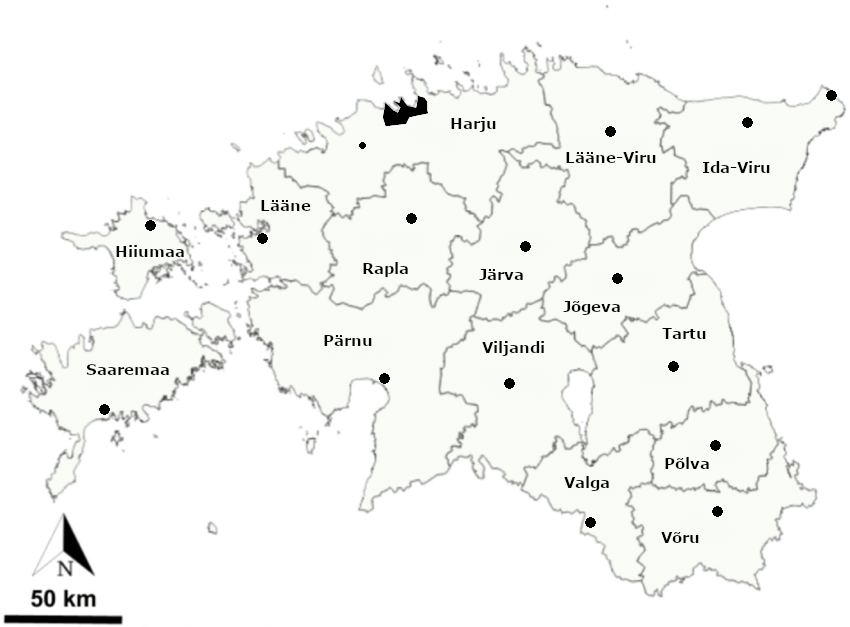 Harju
Lääne-Viru
Ida-Viru
Lääne
Hiiumaa
Rapla
Järva
Jõgeva
Pärnu
Viljandi
Tartu
Saaremaa
Põlva
Valga
Võru
N
50 km